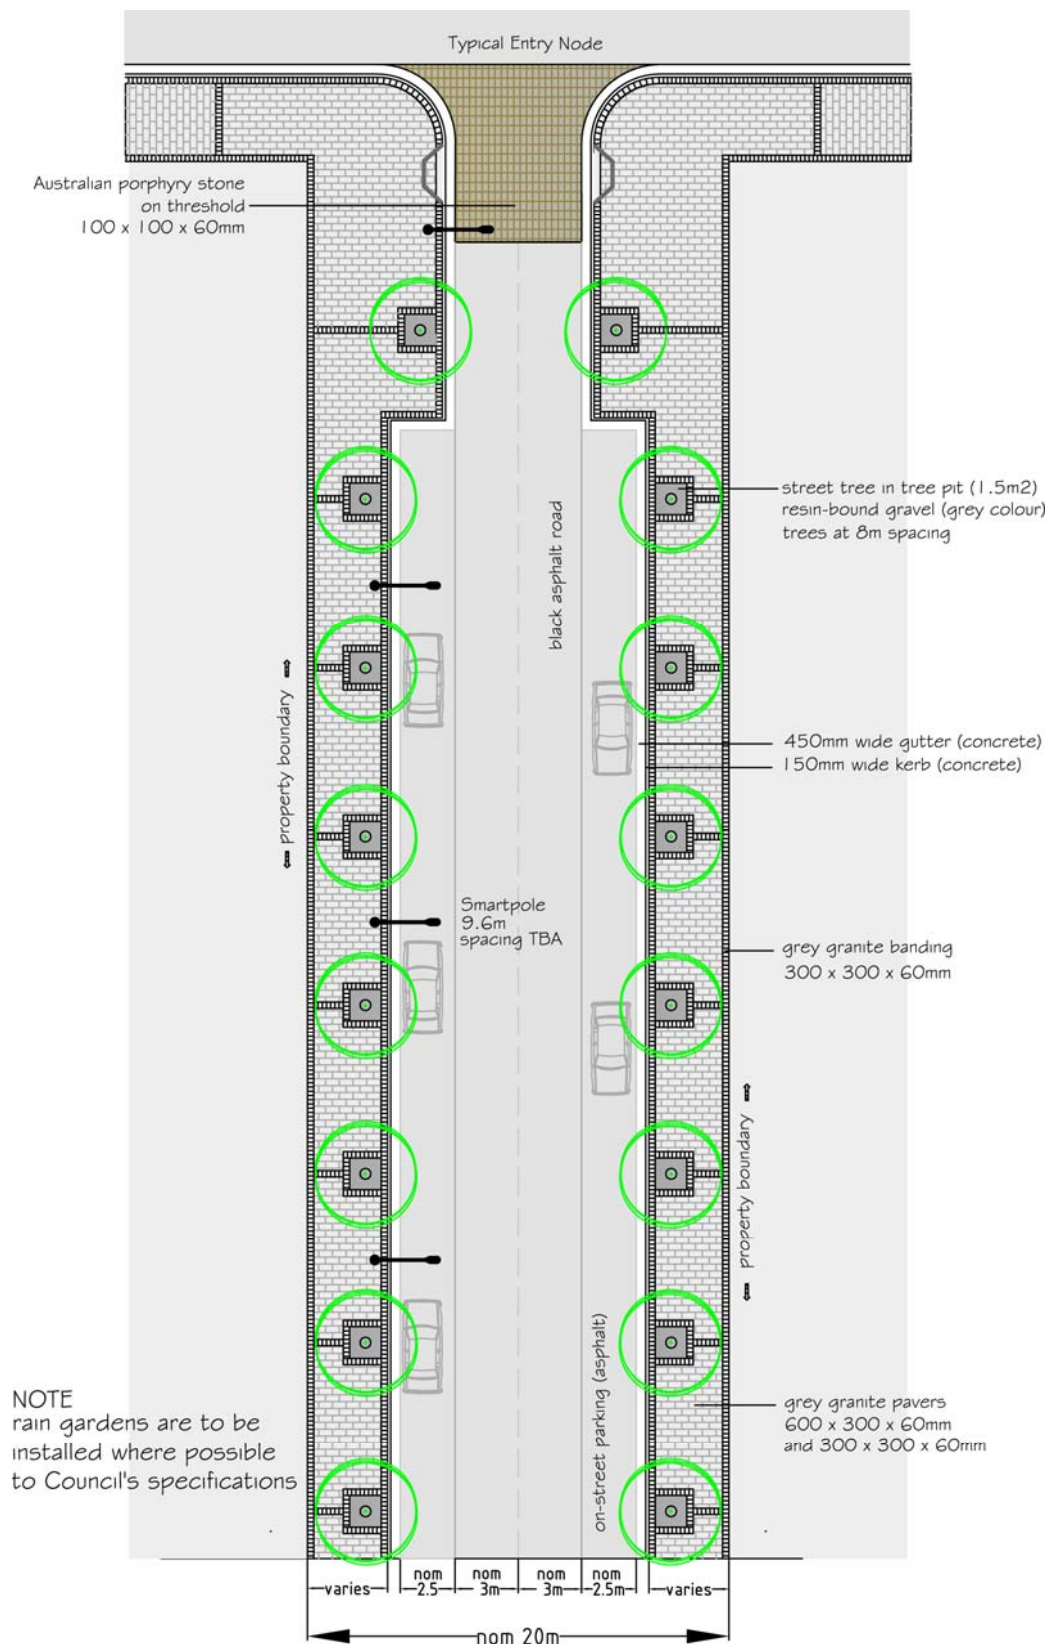 Typical Entry Node
Australian porphyry stone
on threshold
100 x 100 x 60mm
street tree in tree pit (1.5m2)
resin-bound gravel (grey colour)
trees at 8m spacing
black asphalt road
property boundary
450mm wide gutter (concrete)
150mm wide kerb (concrete)
Smartpole
9.6m
spacing TBA
grey granite banding
300 x 300 x 60mm
property boundary
on-street parking (asphalt)
grey granite pavers
600 x 300 x 60mm
and 300 x 300 x 60mm
NOTE
rain gardens are to be
installed where possible
to Council's specifications
varies
nom
2.5
nom
3m
nom
3m
nom
2.5m
varies
nom 20m